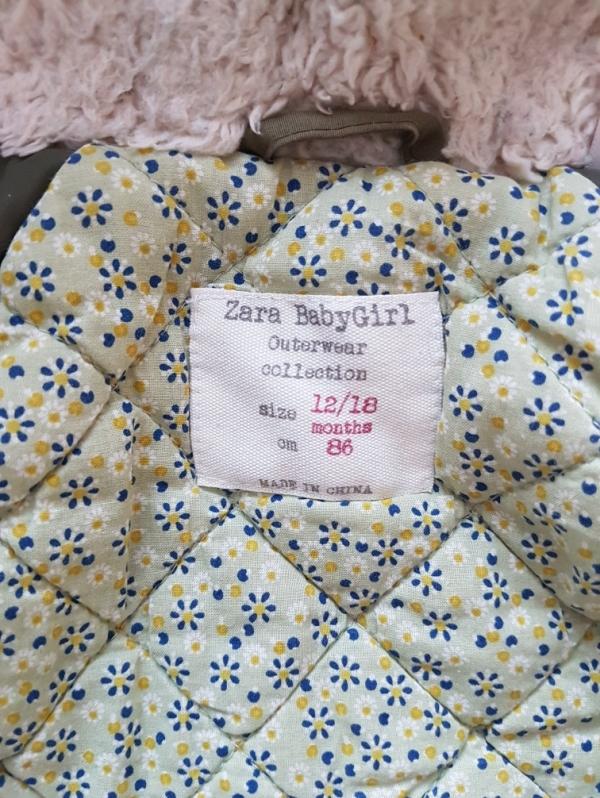 Zara BabyGirl
Outerwear
collection
size 12/18
months
cm 86
MADE IN CHINA